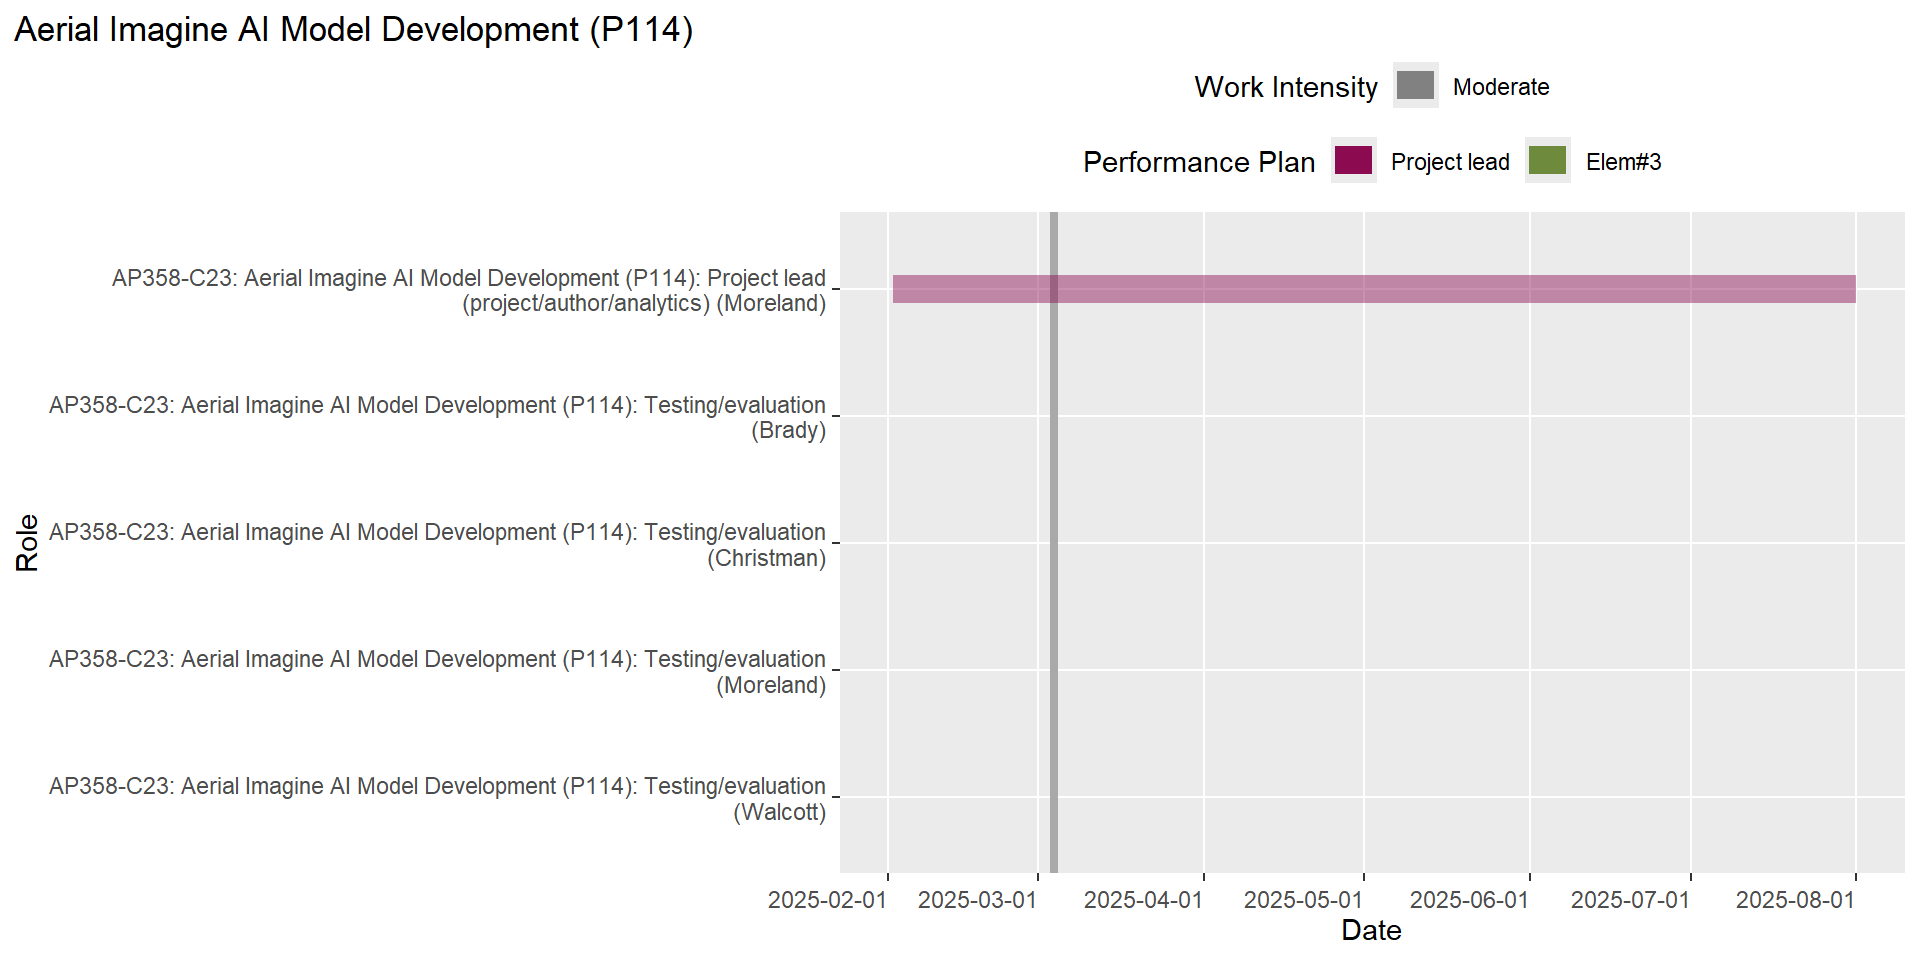 Aerial Imagine AI Model Development (P114)
Work Intensity Moderate
Performance Plan Project lead Elem#3
AP358-C23: Aerial Imagine AI Model Development (P114): Project lead
(project/author/analytics) (Moreland)
AP358-C23: Aerial Imagine AI Model Development (P114): Testing/evaluation
(Brady)
AP358-C23: Aerial Imagine AI Model Development (P114): Testing/evaluation
(Christman)
AP358-C23: Aerial Imagine AI Model Development (P114): Testing/evaluation
(Moreland)
AP358-C23: Aerial Imagine AI Model Development (P114): Testing/evaluation
(Walcott)
Role
2025-02-01 2025-03-01 2025-04-01 2025-05-01 2025-06-01 2025-07-01 2025-08-01
Date